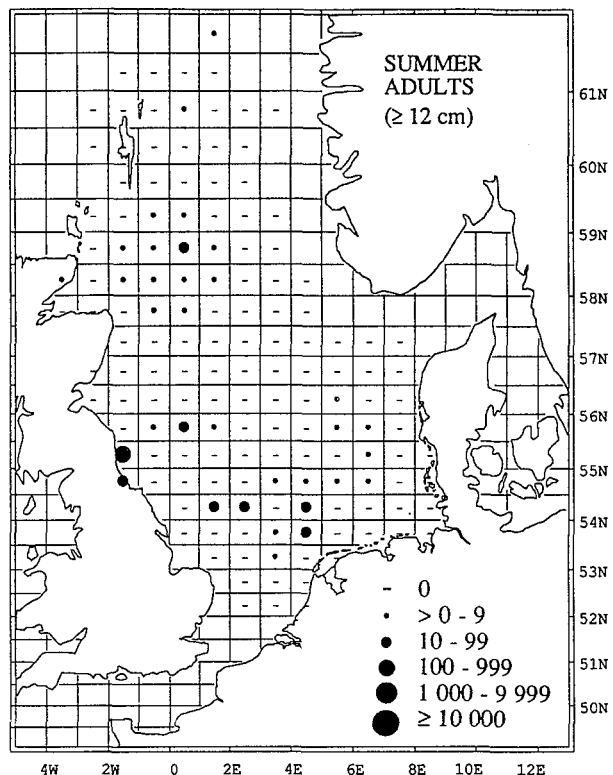 SUMMER
ADULTS
(≥ 12 cm)
61N
60N
59N
58N
57N
56N
55N
54N
53N
52N
51N
50N
- 0
• > 0 - 9
● 10 - 99
● 100 - 999
● 1 000 - 9 999
● ≥ 10 000
4W 2W 0 2E 4E 6E 8E 10E 12E